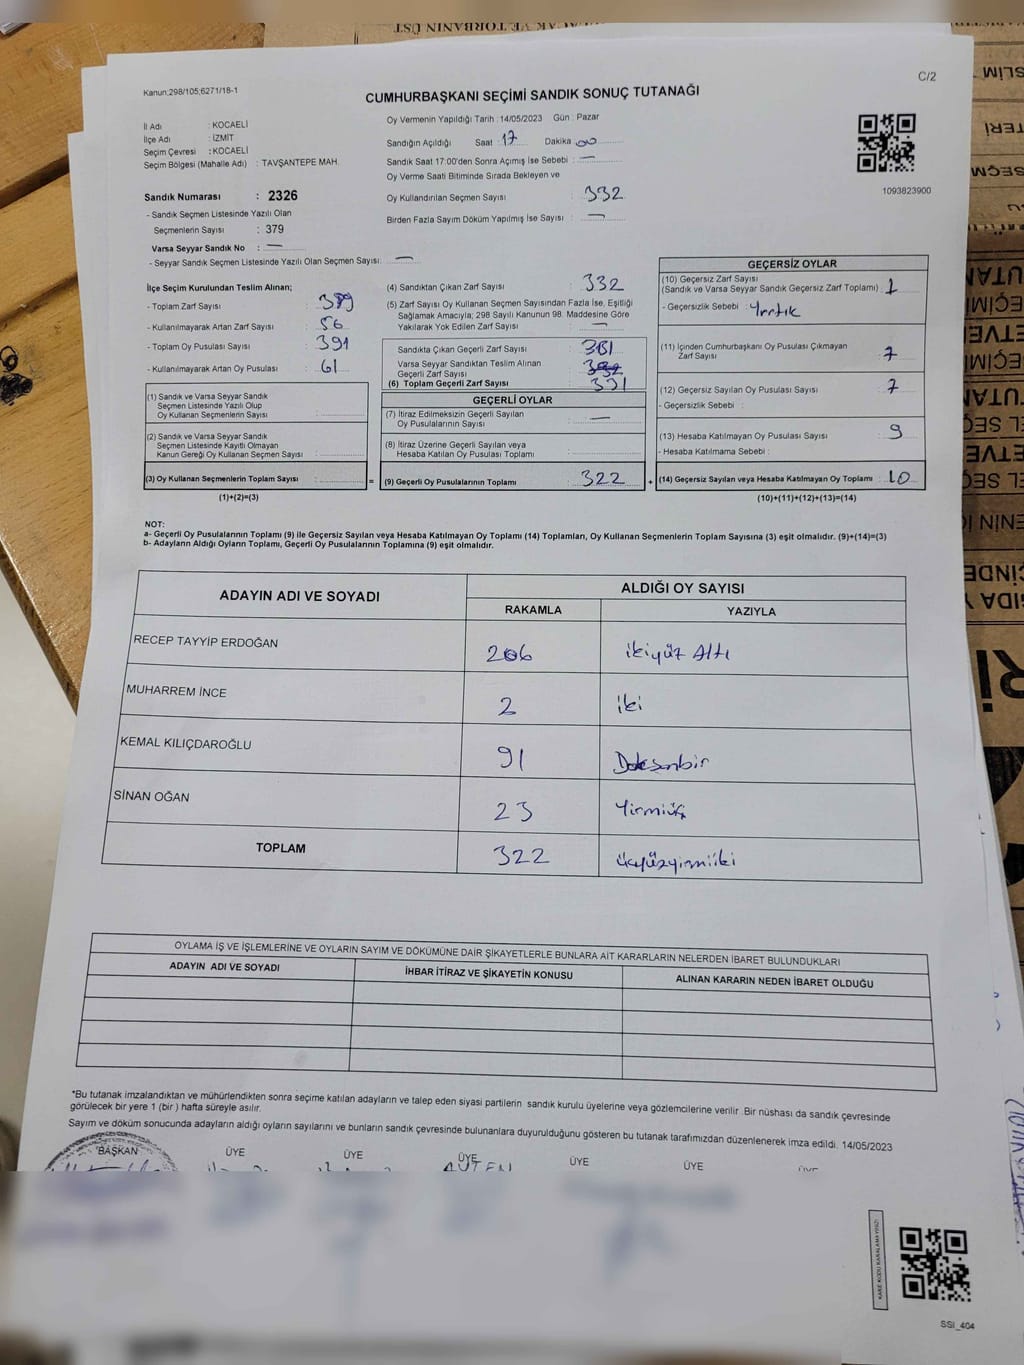 C/2
Kanun:298/105;6271/18-1
CUMHURBAŞKANI SEÇİMİ SANDIK SONUÇ TUTANAĞI
İl Adı : KOCAELİ
İlçe Adı : İZMİT
Seçim Çevresi : KOCAELİ
Seçim Bölgesi (Mahalle Adı) : TAVŞANTEPE MAH.
Sandık Numarası : 2326
- Sandık Seçmen Listesinde Yazılı Olan
Seçmenlerin Sayısı : 379
Varsa Seyyar Sandık No : —
- Seyyar Sandık Seçmen Listesinde Yazılı Olan Seçmen Sayısı: —
Oy Vermenin Yapıldığı Tarih : 14/05/2023 Gün : Pazar
Sandığın Açıldığı Saat : 17 Dakika : 00
Sandık Saat 17:00'den Sonra Açımış İse Sebebi : —
Oy Verme Saati Bitiminde Sırada Bekleyen ve
Oy Kullandırılan Seçmen Sayısı : 332
Birden Fazla Sayım Döküm Yapılmış İse Sayısı : —
1093823900
İlçe Seçim Kurulundan Teslim Alınan;
- Toplam Zarf Sayısı :
- Kullanılmayarak Artan Zarf Sayısı : 56
- Toplam Oy Pusulası Sayısı : 391
- Kullanılmayarak Artan Oy Pusulası : 61
(1) Sandık ve Varsa Seyyar Sandık
Seçmen Listesinde Yazılı Olup
Oy Kullanan Seçmenlerin Sayısı :
(2) Sandık ve Varsa Seyyar Sandık
Seçmen Listesinde Kayıtlı Olmayan
Kanun Gereği Oy Kullanan Seçmen Sayısı :
(3) Oy Kullanan Seçmenlerin Toplam Sayısı :
(1)+(2)=(3)
(4) Sandıktan Çıkan Zarf Sayısı : 332
(5) Zarf Sayısı Oy Kullanan Seçmen Sayısından Fazla İse, Eşitliği
Sağlamak Amacıyla; 298 Sayılı Kanunun 98. Maddesine Göre
Yakılarak Yok Edilen Zarf Sayısı : —
Sandıkta Çıkan Geçerli Zarf Sayısı : 331
Varsa Seyyar Sandıktan Teslim Alınan
Geçerli Zarf Sayısı :
(6) Toplam Geçerli Zarf Sayısı : 331
GEÇERLİ OYLAR
(7) İtiraz Edilmeksizin Geçerli Sayılan
Oy Pusulalarının Sayısı : —
(8) İtiraz Üzerine Geçerli Sayılan veya
Hesaba Katılan Oy Pusulası Toplamı :
= (9) Geçerli Oy Pusulalarının Toplamı : 322 +
GEÇERSİZ OYLAR
(10) Geçersiz Zarf Sayısı
(Sandık ve Varsa Seyyar Sandık Geçersiz Zarf Toplamı) : 1
- Geçersizlik Sebebi : Yırtık
(11) İçinden Cumhurbaşkanı Oy Pusulası Çıkmayan
Zarf Sayısı :
(12) Geçersiz Sayılan Oy Pusulası Sayısı :
- Geçersizlik Sebebi :
(13) Hesaba Katılmayan Oy Pusulası Sayısı : 9
- Hesaba Katılmama Sebebi :
(14) Geçersiz Sayılan veya Hesaba Katılmayan Oy Toplamı : 10
(10)+(11)+(12)+(13)=(14)
NOT:
a- Geçerli Oy Pusulalarının Toplamı (9) ile Geçersiz Sayılan veya Hesaba Katılmayan Oy Toplamı (14) Toplamları, Oy Kullanan Seçmenlerin Toplam Sayısına (3) eşit olmalıdır. (9)+(14)=(3)
b- Adayların Aldığı Oyların Toplamı, Geçerli Oy Pusulalarının Toplamına (9) eşit olmalıdır.
ADAYIN ADI VE SOYADI ALDIĞI OY SAYISI
RAKAMLA YAZIYLA
RECEP TAYYİP ERDOĞAN 206 ikiyüz Altı
MUHARREM İNCE 2 iki
KEMAL KILIÇDAROĞLU 91 Doksanbir
SİNAN OĞAN 23 Yirmiüç
TOPLAM 322 üçyüzyirmiiki
OYLAMA İŞ VE İŞLEMLERİNE VE OYLARIN SAYIM VE DÖKÜMÜNE DAİR ŞİKAYETLERLE BUNLARA AİT KARARLARIN NELERDEN İBARET BULUNDUKLARI
ADAYIN ADI VE SOYADI İHBAR İTİRAZ VE ŞİKAYETİN KONUSU ALINAN KARARIN NEDEN İBARET OLDUĞU
*Bu tutanak imzalandıktan ve mühürlendikten sonra seçime katılan adayların ve talep eden siyasi partilerin sandık kurulu üyelerine veya gözlemcilerine verilir .Bir nüshası da sandık çevresinde
görülecek bir yere 1 (bir ) hafta süreyle asılır.
Sayım ve döküm sonucunda adayların aldığı oyların sayılarını ve bunların sandık çevresinde bulunanlara duyurulduğunu gösteren bu tutanak tarafımızdan düzenlenerek imza edildi. 14/05/2023
BAŞKAN ÜYE ÜYE ÜYE ÜYE ÜYE
KARE KODU KARALAMAYINIZ!
SSI_404